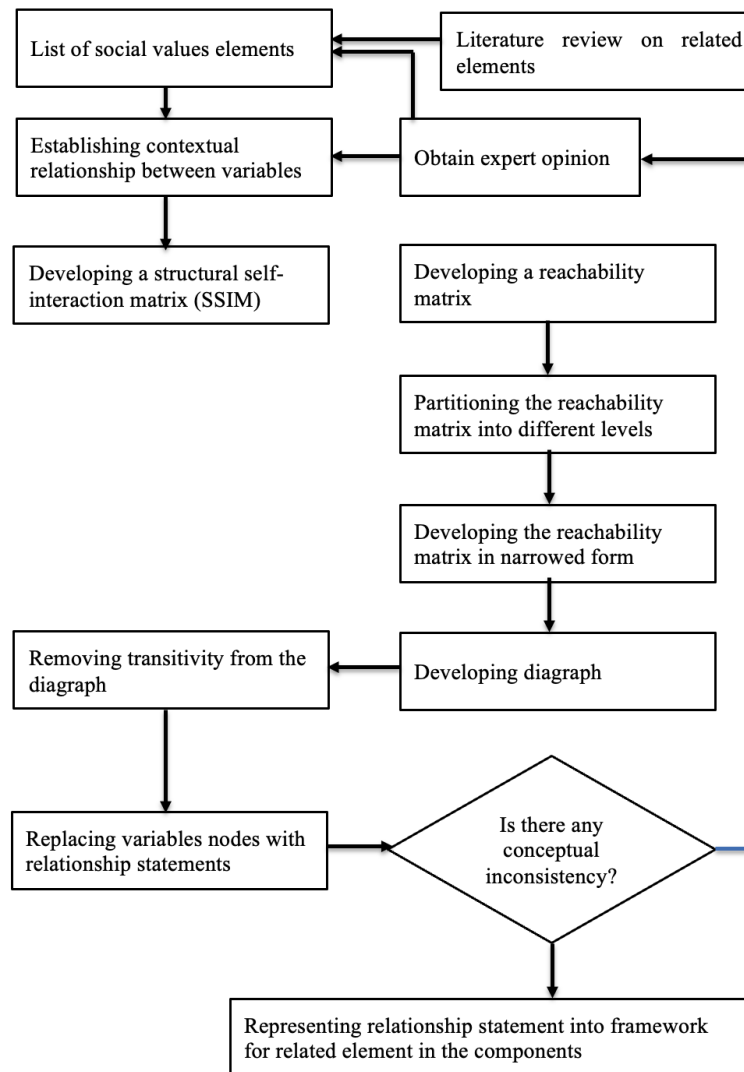 List of social values elements
Literature review on related
elements
Establishing contextual
relationship between variables
Obtain expert opinion
Developing a structural self-
interaction matrix (SSIM)
Developing a reachability
matrix
Partitioning the reachability
matrix into different levels
Developing the reachability
matrix in narrowed form
Removing transitivity from the
diagraph
Developing diagraph
Replacing variables nodes with
relationship statements
Is there any
conceptual
inconsistency?
Representing relationship statement into framework
for related element in the components